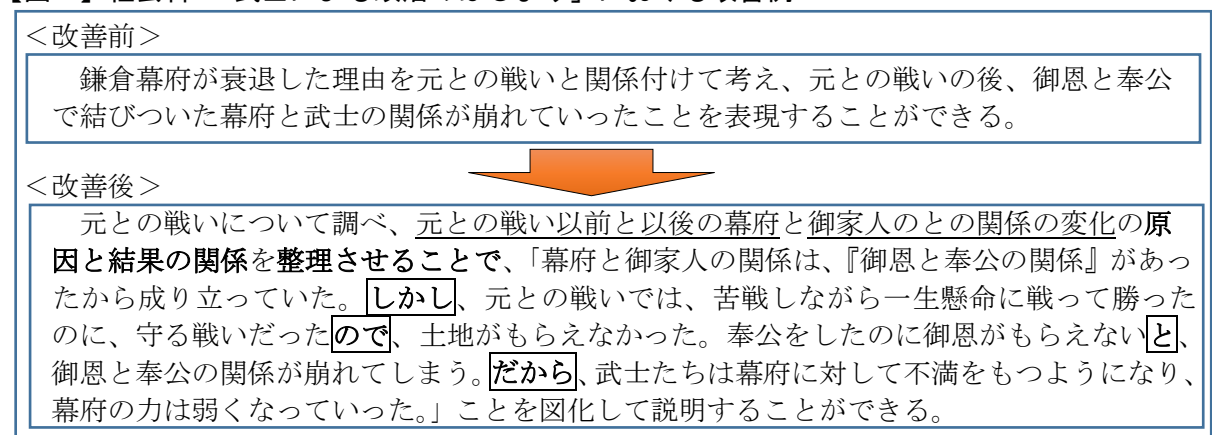 <改善前>
鎌倉幕府が衰退した理由を元との戦いと関係付けて考え、元との戦いの後、御恩と奉公
で結びついた幕府と武士の関係が崩れていったことを表現することができる。
<改善後>
元との戦いについて調べ、元との戦い以前と以後の幕府と御家人のとの関係の変化の原
因と結果の関係を整理させることで、「幕府と御家人の関係は、『御恩と奉公の関係』があっ
たから成り立っていた。しかし、元との戦いでは、苦戦しながら一生懸命に戦って勝った
のに、守る戦いだったので、土地がもらえなかった。奉公をしたのに御恩がもらえないと、
御恩と奉公の関係が崩れてしまう。だから、武士たちは幕府に対して不満をもつようになり、
幕府の力は弱くなっていった。」ことを図化して説明することができる。